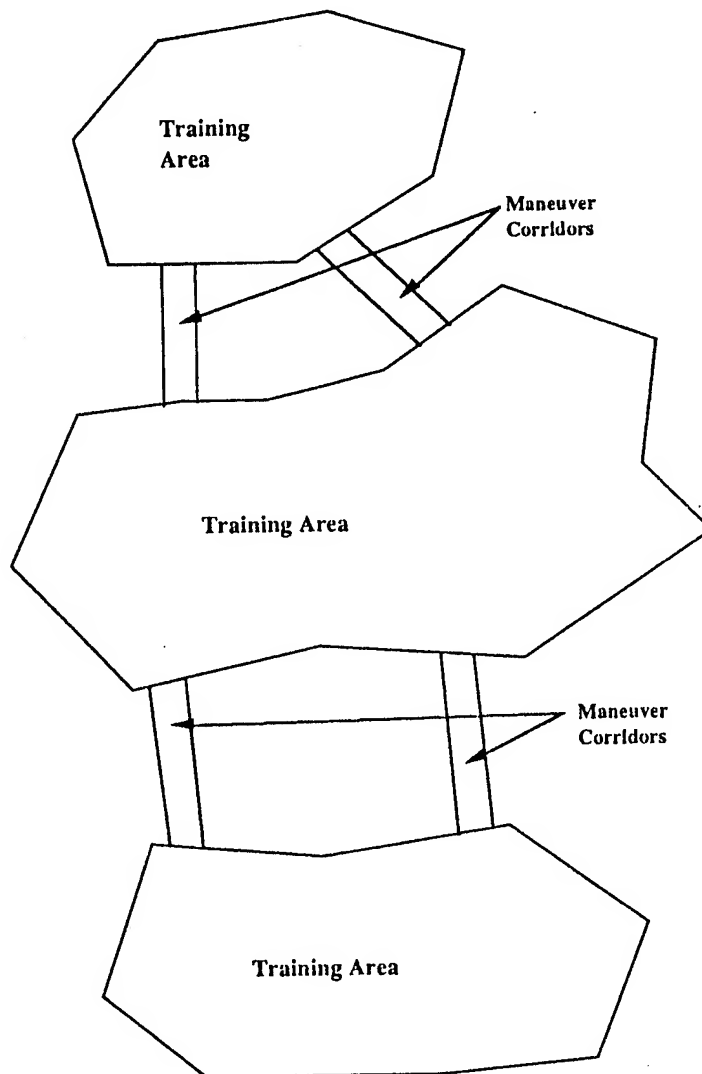 Training
Area
Maneuver
Corridors
Training Area
Maneuver
Corridors
Training Area